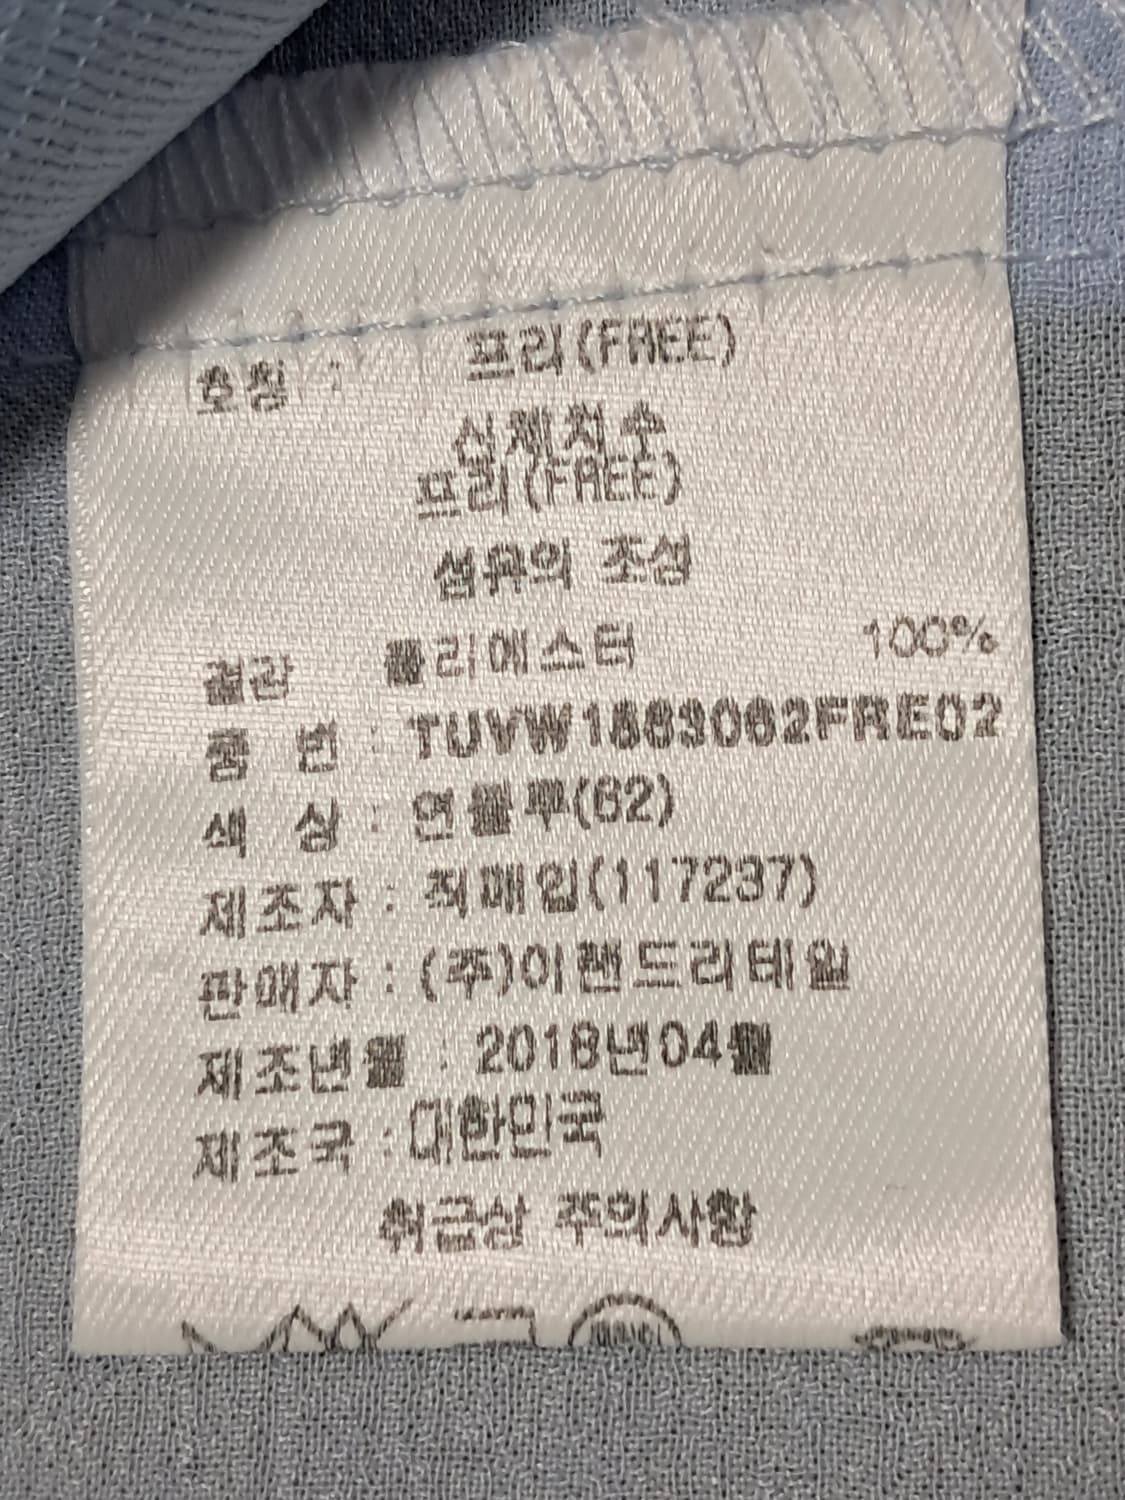 호칭 : 프리(FREE)
신체치수
프리(FREE)
섬유의 조성
겉감 폴리에스터 100%
품 번 : TUVW1863062FRE02
색 상 : 연블루(62)
제조자 : 직매입(117237)
판매자 : (주)이랜드리테일
제조년월 : 2018년04월
제조국 : 대한민국
취급상 주의사항